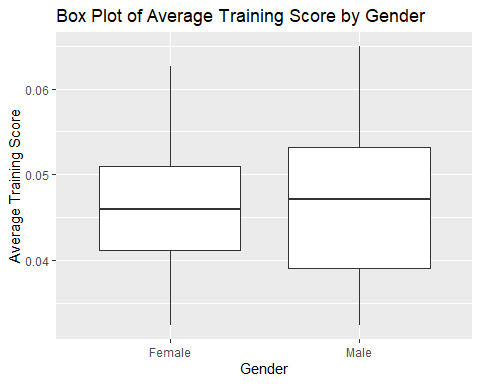 Box Plot of Average Training Score by Gender
Average Training Score
0.06
0.05
0.04
Female
Male
Gender